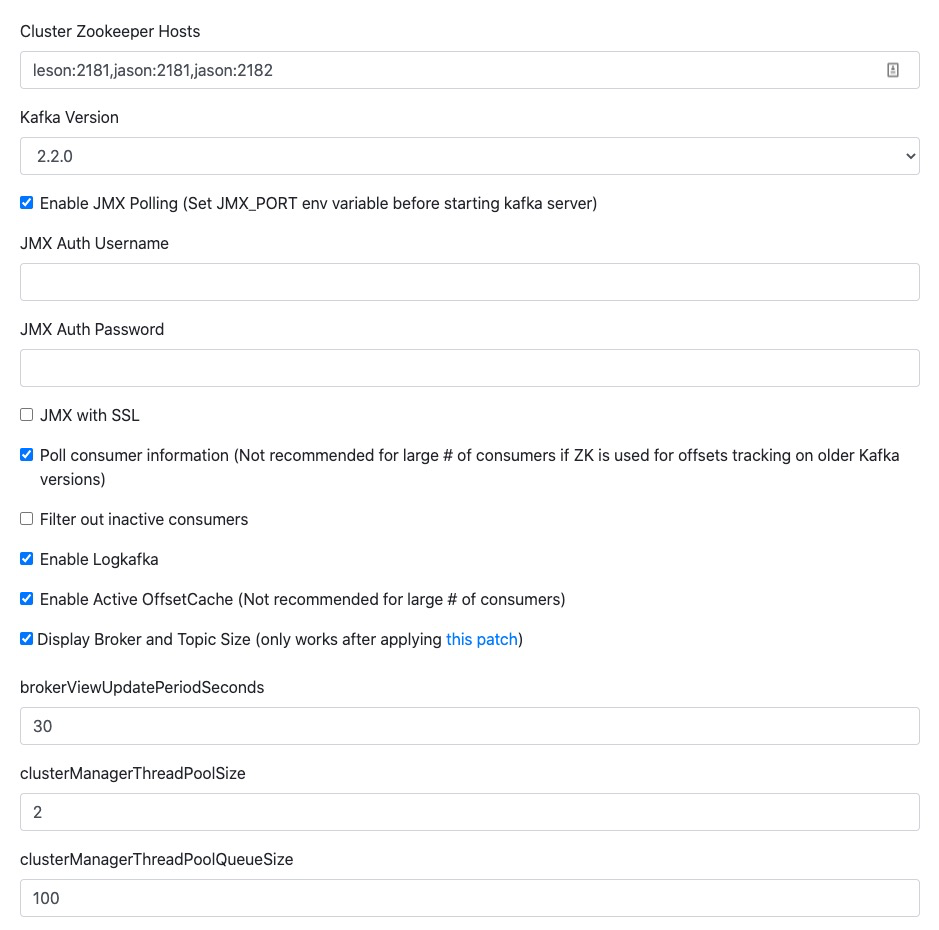 Cluster Zookeeper Hosts
leson:2181,jason:2181,jason:2182
Kafka Version
2.2.0
Enable JMX Polling (Set JMX_PORT env variable before starting kafka server)
JMX Auth Username
JMX Auth Password
JMX with SSL
Poll consumer information (Not recommended for large # of consumers if ZK is used for offsets tracking on older Kafka
versions)
Filter out inactive consumers
Enable Logkafka
Enable Active OffsetCache (Not recommended for large # of consumers)
Display Broker and Topic Size (only works after applying this patch)
brokerViewUpdatePeriodSeconds
30
clusterManagerThreadPoolSize
2
clusterManagerThreadPoolQueueSize
100